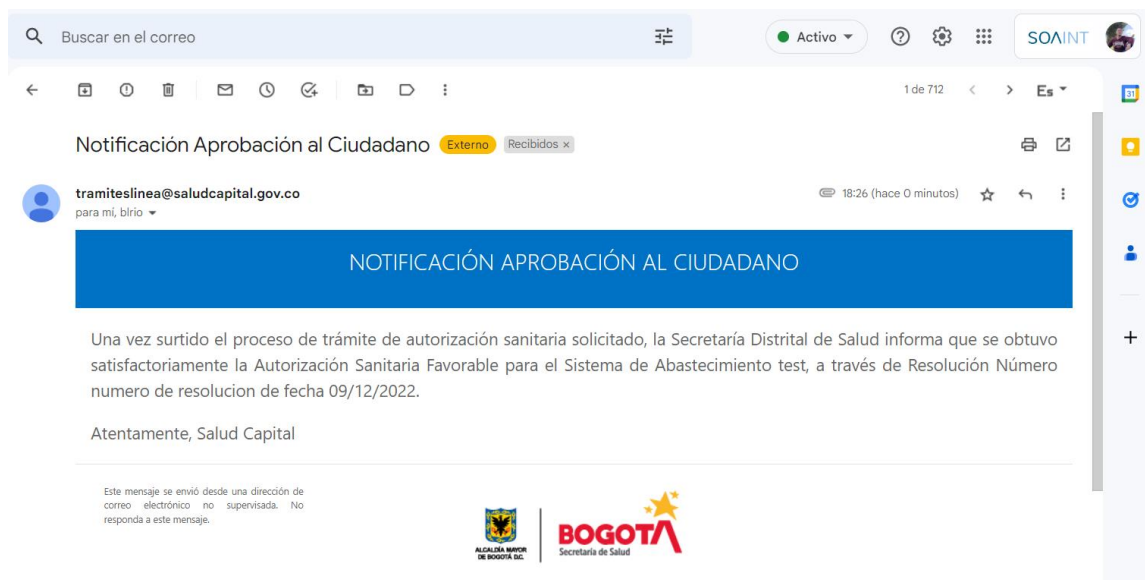 Buscar en el correo
Activo
SOAINT
1 de 712
Es
31
Notificación Aprobación al Ciudadano Externo Recibidos ×
tramiteslinea@saludcapital.gov.co
18:26 (hace 0 minutos)
para mí, blrio
NOTIFICACIÓN APROBACIÓN AL CIUDADANO
Una vez surtido el proceso de trámite de autorización sanitaria solicitado, la Secretaría Distrital de Salud informa que se obtuvo
satisfactoriamente la Autorización Sanitaria Favorable para el Sistema de Abastecimiento test, a través de Resolución Número
numero de resolucion de fecha 09/12/2022.
Atentamente, Salud Capital
Este mensaje se envió desde una dirección de
correo electrónico no supervisada. No
responda a este mensaje.
ALCALDÍA MAYOR
DE BOGOTÁ D.C.
BOGOTÁ
Secretaría de Salud